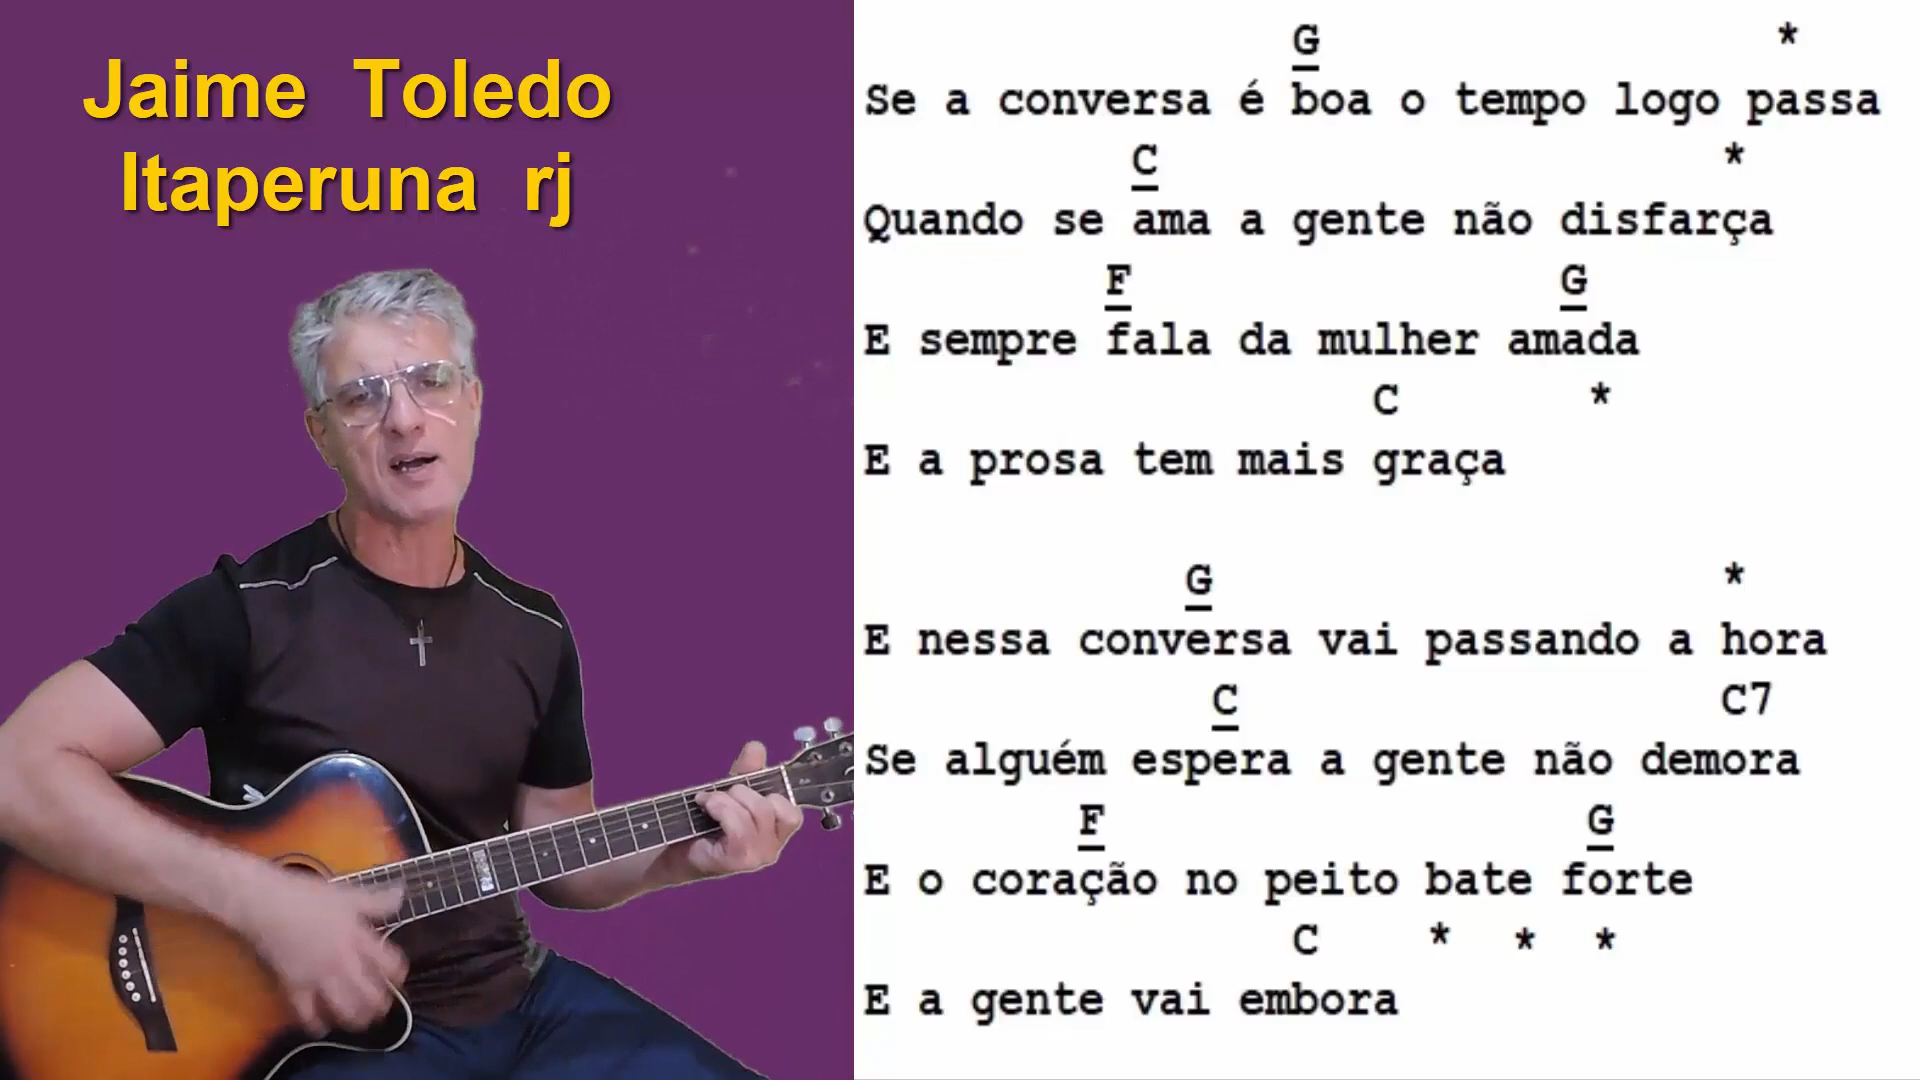 Jaime Toledo
Itaperuna rj
G *
Se a conversa é boa o tempo logo passa
C *
Quando se ama a gente não disfarça
F G
E sempre fala da mulher amada
C *
E a prosa tem mais graça
G *
E nessa conversa vai passando a hora
C C7
Se alguém espera a gente não demora
F G
E o coração no peito bate forte
C * * *
E a gente vai embora